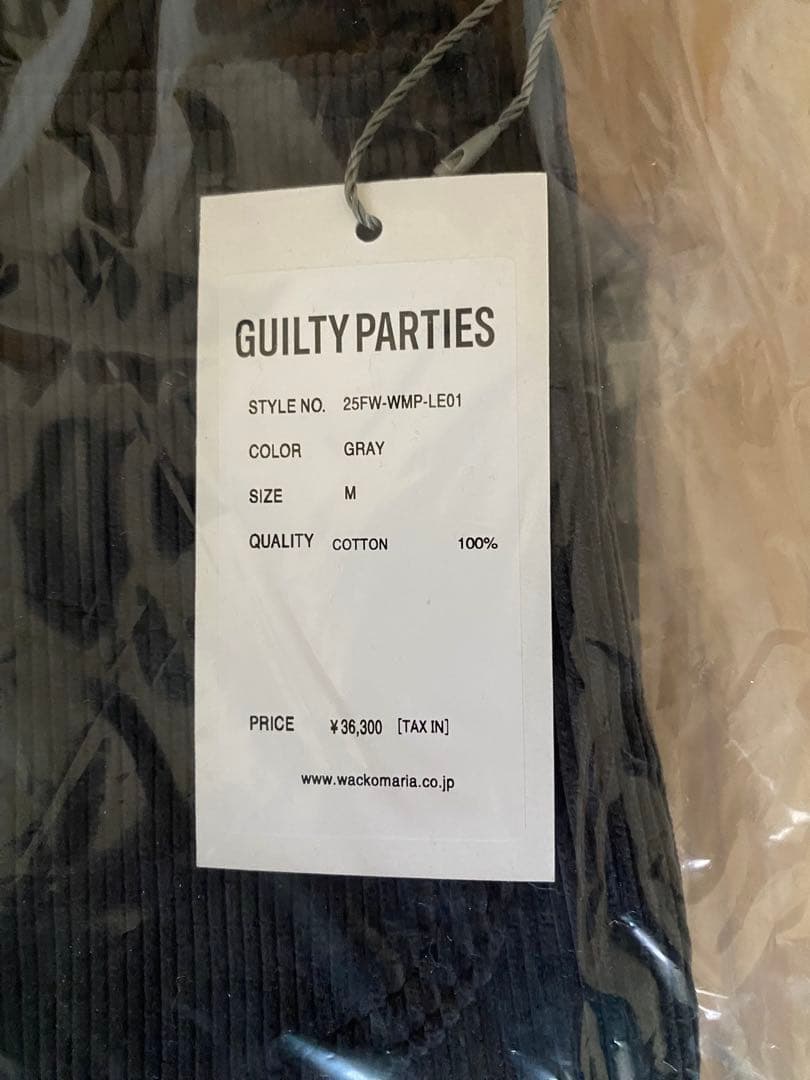 GUILTY PARTIES
STYLE NO. 25FW-WMP-LE01
COLOR GRAY
SIZE M
QUALITY COTTON 100%
PRICE ¥36,300 [TAX IN]
www.wackomaria.co.jp